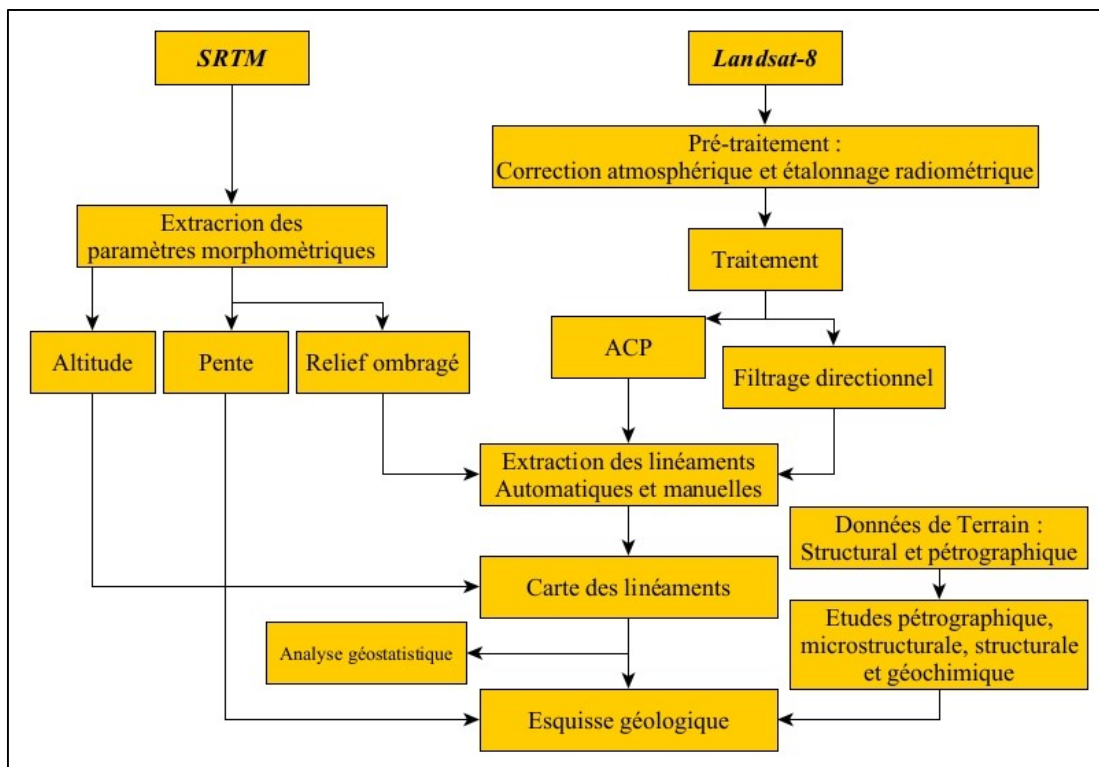 SRTM
Landsat-8
Pré-traitement :
Correction atmosphérique et étalonnage radiométrique
Extracrion des
paramètres morphomètriques
Traitement
Altitude
Pente
Relief ombragé
ACP
Filtrage directionnel
Extraction des linéaments
Automatiques et manuelles
Données de Terrain :
Structural et pétrographique
Carte des linéaments
Etudes pétrographique,
microstructurale, structurale
et géochimique
Analyse géostatistique
Esquisse géologique